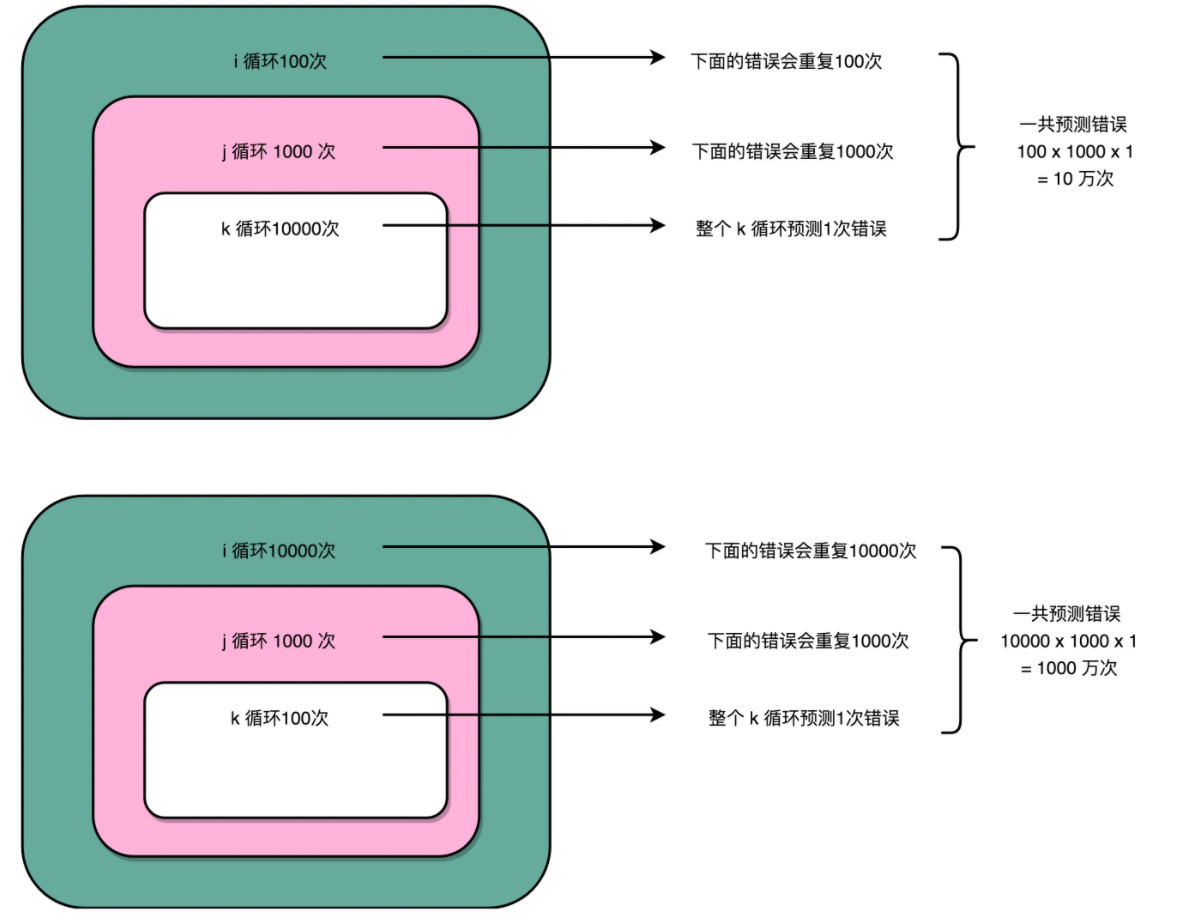 i 循环100次
下面的错误会重复100次
j 循环 1000 次
下面的错误会重复1000次
k 循环10000次
整个 k 循环预测1次错误
一共预测错误
100 x 1000 x 1
= 10 万次
i 循环10000次
下面的错误会重复10000次
j 循环 1000 次
下面的错误会重复1000次
k 循环100次
整个 k 循环预测1次错误
一共预测错误
10000 x 1000 x 1
= 1000 万次